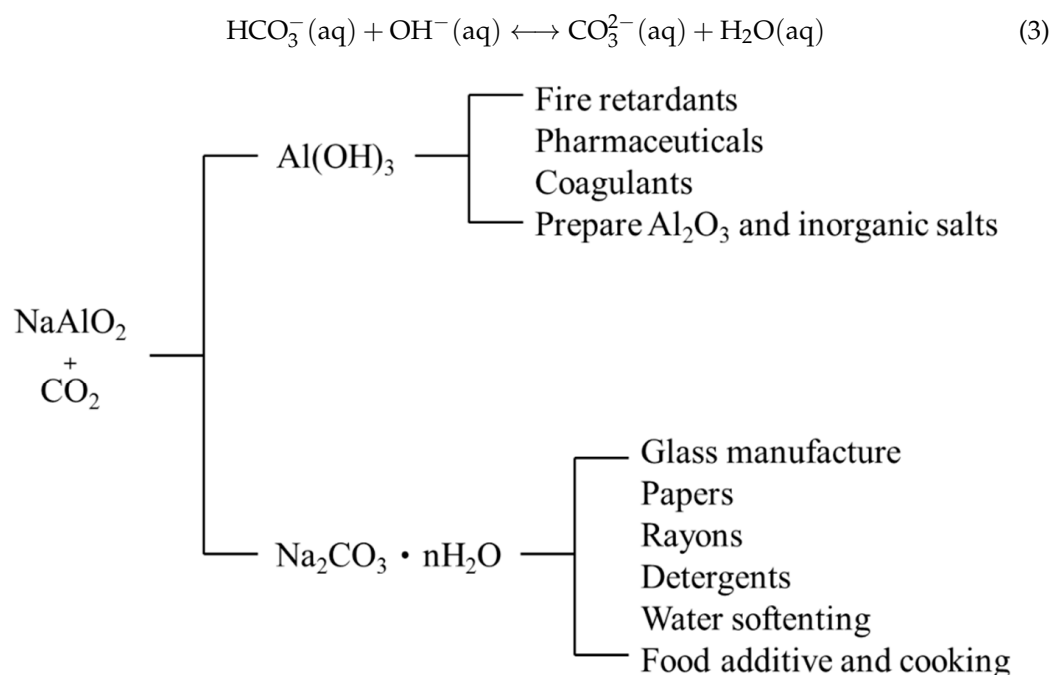 HCO₃⁻(aq) + OH⁻(aq) ⟷ CO₃²⁻(aq) + H₂O(aq) (3)
Fire retardants
Pharmaceuticals
Al(OH)₃
Coagulants
Prepare Al₂O₃ and inorganic salts
NaAlO₂
+
CO₂
Glass manufacture
Papers
Rayons
Na₂CO₃・nH₂O
Detergents
Water softenting
Food additive and cooking